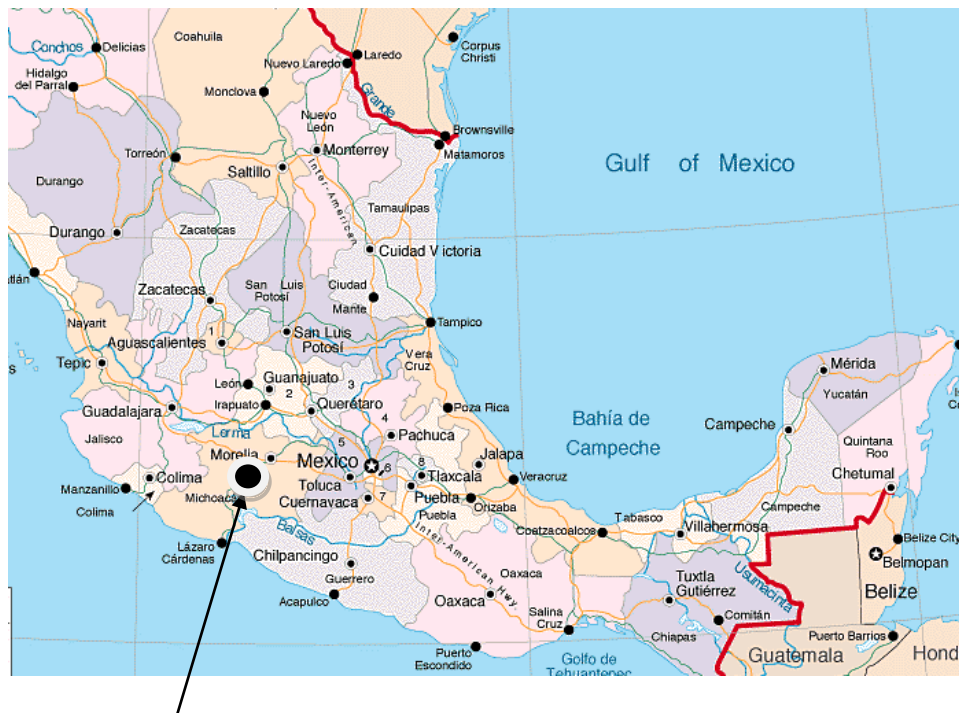 Conchos
Delicias
Coahuila
Laredo
Corpus
Christi
Nuevo Laredo
Hidalgo
del Parral
Monclova
Grande
Nuevo
León
Brownsville
Matamoros
Torreón
Monterrey
Saltillo
Gulf of Mexico
Inter-American
Durango
Tamaulipas
Durango
Zacatecas
Cuidad Victoria
atlán
Zacatecas
San Luis
Potosí
Ciudad
Mante
Nayarit
1
San Luis
Potosí
Tampico
Aguascalientes
Vera
Cruz
s
Tepic
León
Guanajuato
3
Mérida
2
Yucatán
Irapuato
Querétaro
Poza Rica
Guadalajara
4
Bahía de
Campeche
Campeche
Lerma
5
Pachuca
Quintana
Roo
Jalisco
Morelia
Mexico
6
8
Jalapa
Chetumal
Colima
Toluca
Tlaxcala
Veracruz
Manzanillo
Michoac
Cuernavaca
7
Puebla
Orizaba
Campeche
Colima
Puebla
Tabasco
Balsas
Coatzacoalcos
Villahermosa
Inter-American Hwy.
Belize City
Lázaro
Cárdenas
Chilpancingo
Belmopan
Usumacinta
Guerrero
Oaxaca
Tuxtla
Gutiérrez
Belize
Acapulco
Oaxaca
Salina
Cruz
Comitán
Chiapas
Puerto Barrios
Puerto
Escondido
Golfo de
Tehuantepec
Guatemala
Hond